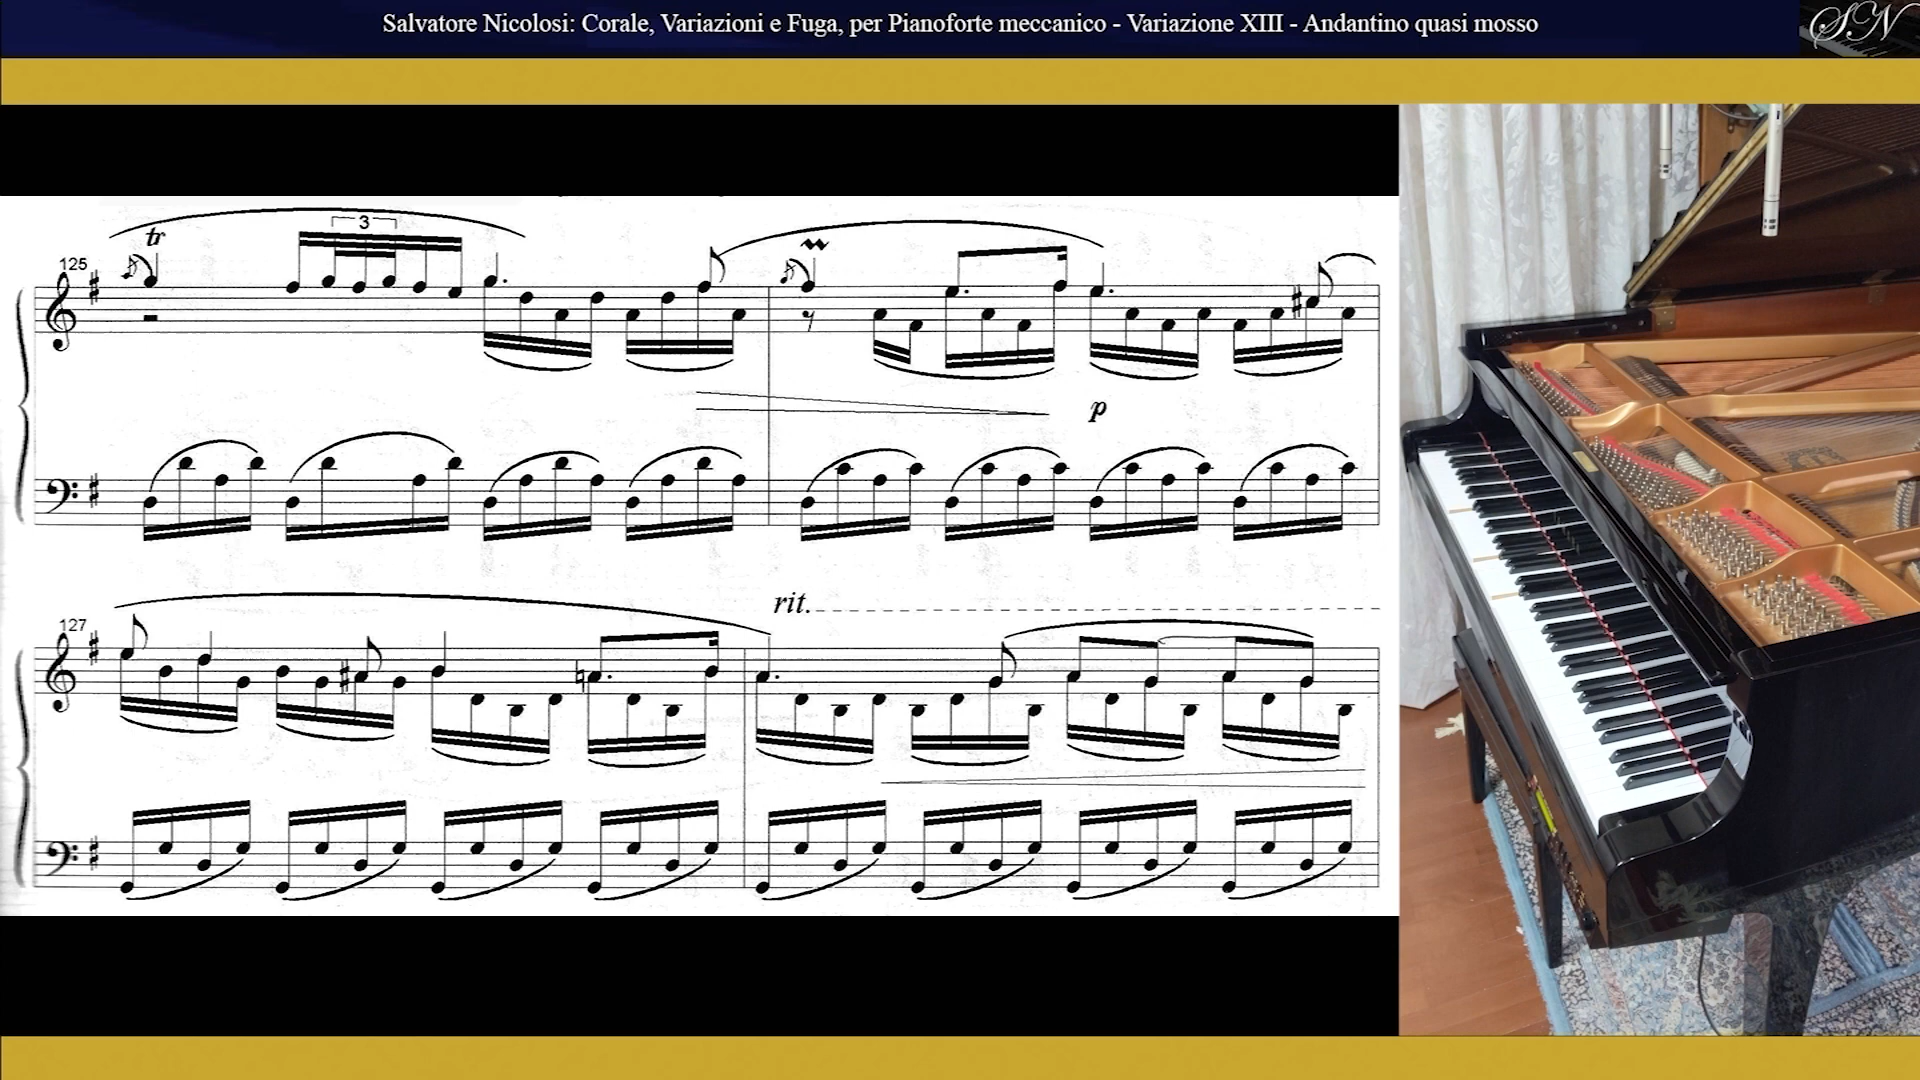 Salvatore Nicolosi: Corale, Variazioni e Fuga, per Pianoforte meccanico - Variazione XIII - Andantino quasi mosso
SN
125
tr
3
p
127
rit.